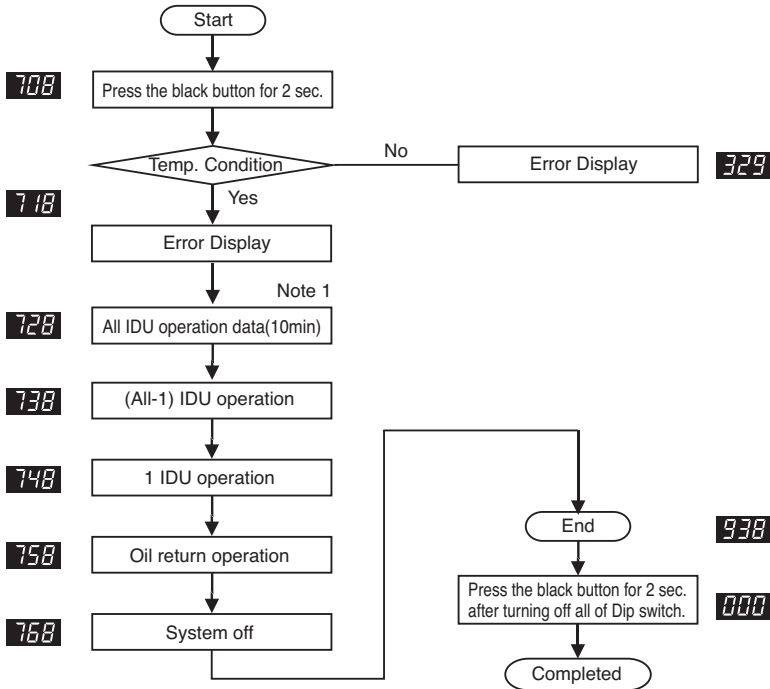 Start
708
Press the black button for 2 sec.
Temp. Condition
No
Error Display
329
718
Yes
Error Display
Note 1
728
All IDU operation data(10min)
738
(All-1) IDU operation
748
1 IDU operation
758
Oil return operation
768
System off
End
938
Press the black button for 2 sec.
after turning off all of Dip switch.
000
Completed